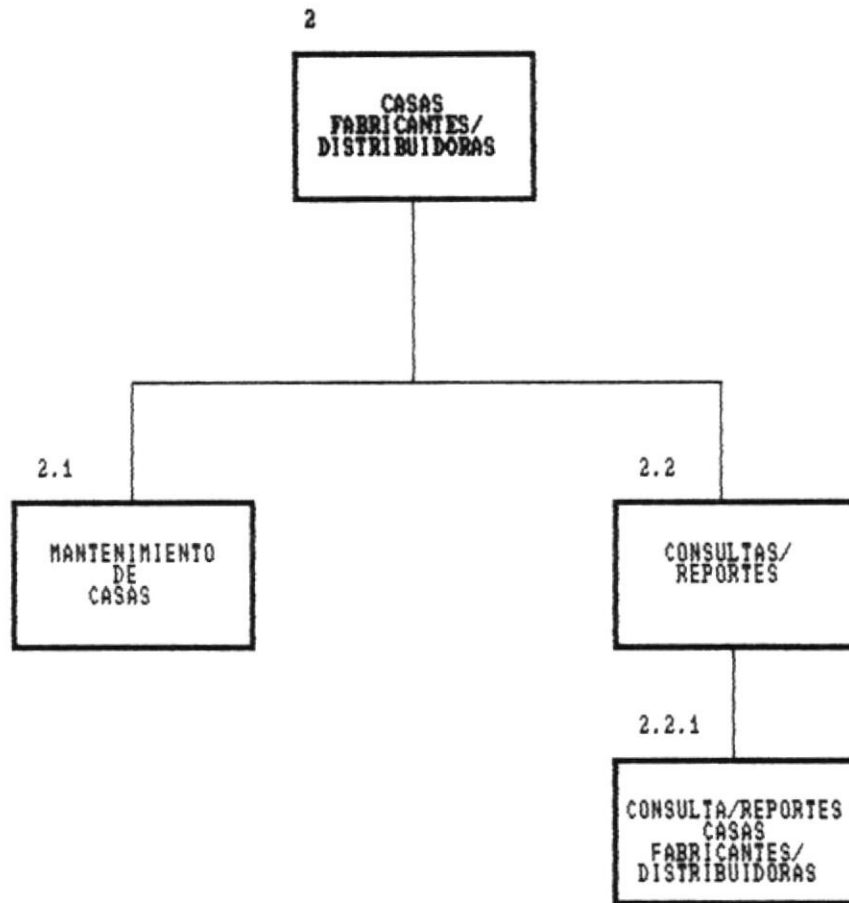 2
CASAS
FABRICANTES/
DISTRIBUIDORAS
2.1
MANTENIMIENTO
DE
CASAS
2.2
CONSULTAS/
REPORTES
2.2.1
CONSULTA/REPORTES
CASAS
FABRICANTES/
DISTRIBUIDORAS